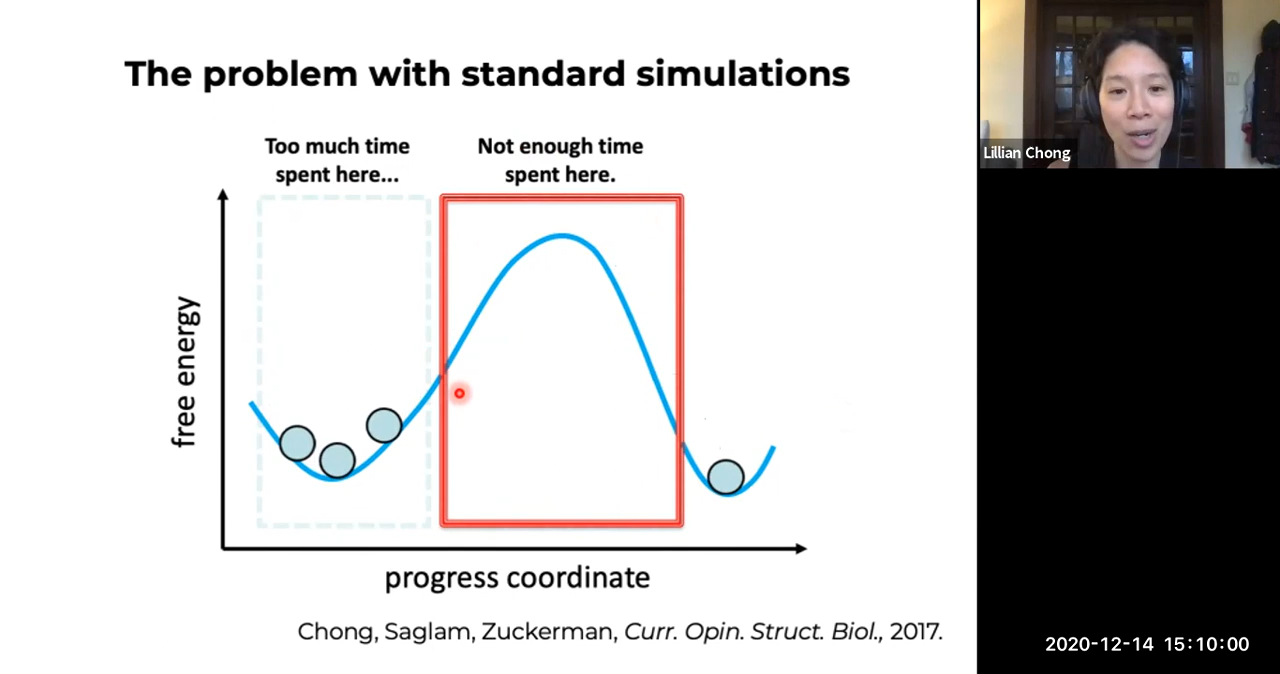 The problem with standard simulations
Too much time
spent here...
Not enough time
spent here.
free energy
progress coordinate
Chong, Saglam, Zuckerman, Curr. Opin. Struct. Biol., 2017.
Lillian Chong
2020-12-14 15:10:00